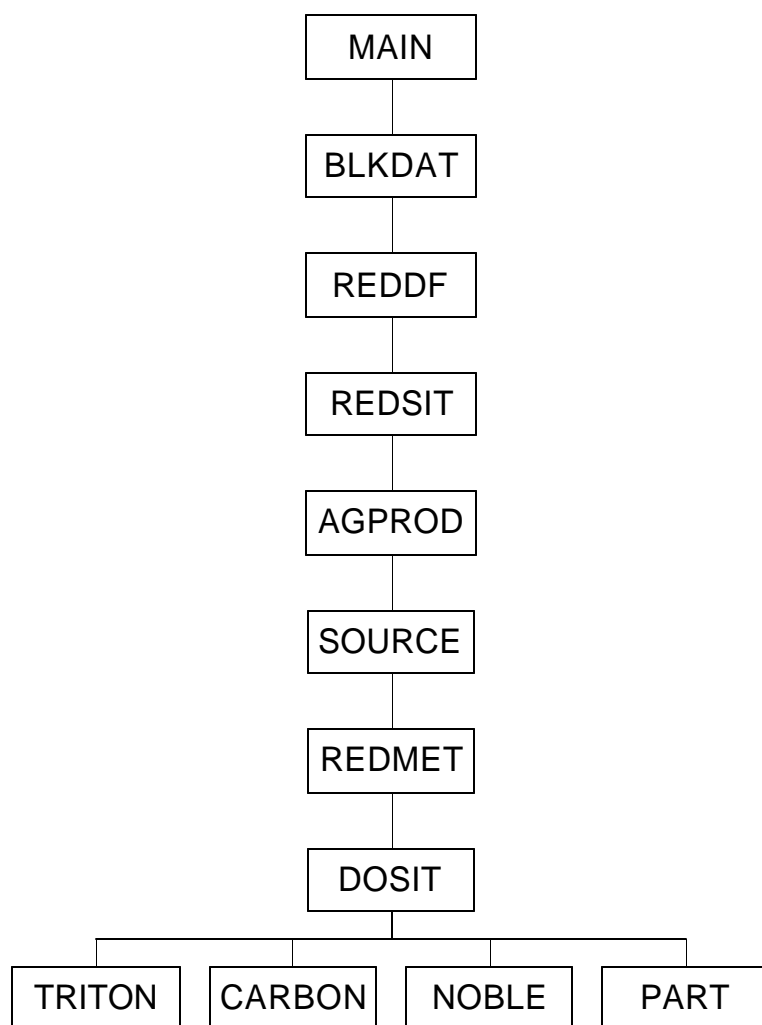 MAIN
BLKDAT
REDDF
REDSIT
AGPROD
SOURCE
REDMET
DOSIT
TRITON CARBON NOBLE PART